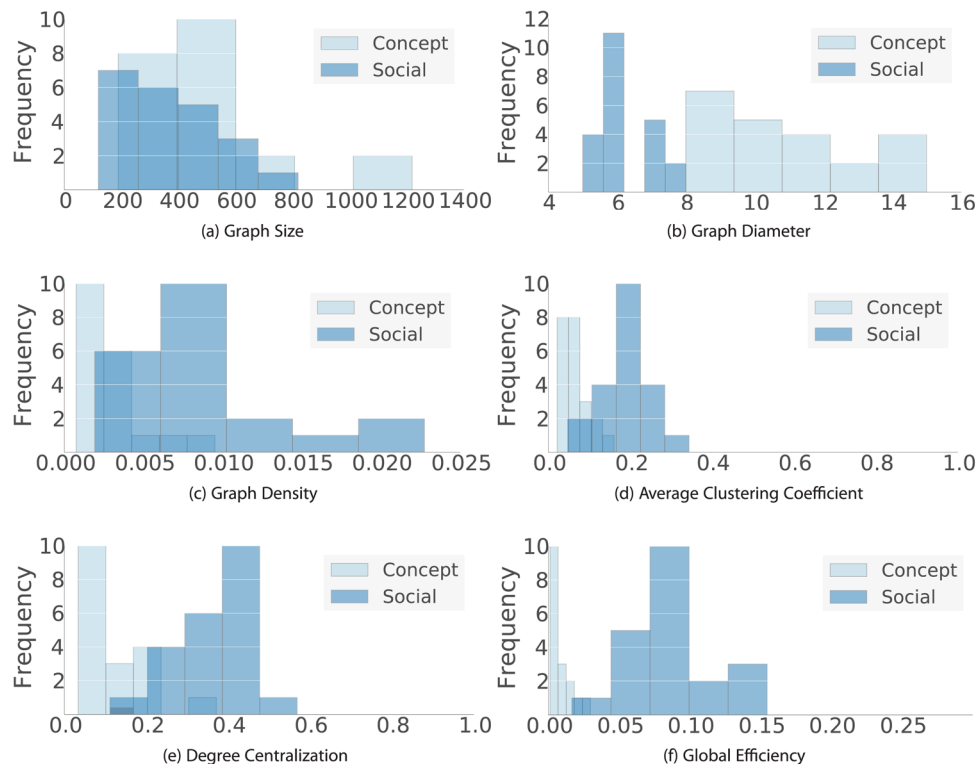 10
8
6
4
2
Frequency
Concept
Social
0 200 400 600 800 1000 1200 1400
(a) Graph Size
12
10
8
6
4
2
Frequency
Concept
Social
4 6 8 10 12 14 16
(b) Graph Diameter
10
8
6
4
2
Frequency
Concept
Social
0.000 0.005 0.010 0.015 0.020 0.025
(c) Graph Density
10
8
6
4
2
Frequency
Concept
Social
0.0 0.2 0.4 0.6 0.8 1.0
(d) Average Clustering Coefficient
10
8
6
4
2
Frequency
Concept
Social
0.0 0.2 0.4 0.6 0.8 1.0
(e) Degree Centralization
10
8
6
4
2
Frequency
Concept
Social
0.00 0.05 0.10 0.15 0.20 0.25
(f) Global Efficiency